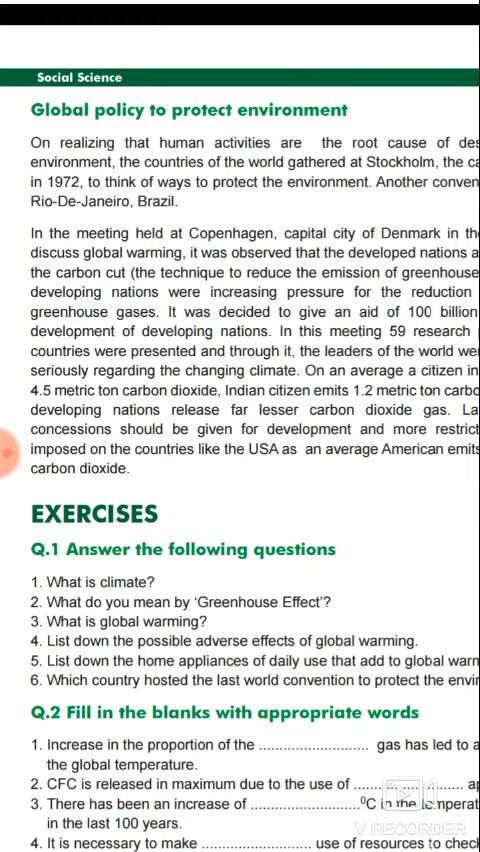 Social Science
Global policy to protect environment
On realizing that human activities are the root cause of
environment, the countries of the world gathered at Stockholm, the
in 1972, to think of ways to protect the environment. Another
Rio-De-Janeiro, Brazil.
In the meeting held at Copenhagen, capital city of Denmark in
discuss global warming, it was observed that the developed nations
the carbon cut (the technique to reduce the emission of greenhouse
developing nations were increasing pressure for the reduction
greenhouse gases. It was decided to give an aid of 100 billion
development of developing nations. In this meeting 59 research
countries were presented and through it, the leaders of the world
seriously regarding the changing climate. On an average a citizen in
4.5 metric ton carbon dioxide, Indian citizen emits 1.2 metric ton
developing nations release far lesser carbon dioxide gas.
concessions should be given for development and more
imposed on the countries like the USA as an average American emits
carbon dioxide.
EXERCISES
Q.1 Answer the following questions
1. What is climate?
2. What do you mean by ‘Greenhouse Effect’?
3. What is global warming?
4. List down the possible adverse effects of global warming.
5. List down the home appliances of daily use that add to global
6. Which country hosted the last world convention to protect the
Q.2 Fill in the blanks with appropriate words
1. Increase in the proportion of the ............................ gas has led to
the global temperature.
2. CFC is released in maximum due to the use of ............................
3. There has been an increase of ............................⁰C in the
in the last 100 years.
4. It is necessary to make ............................ use of resources to check
V RECORDER